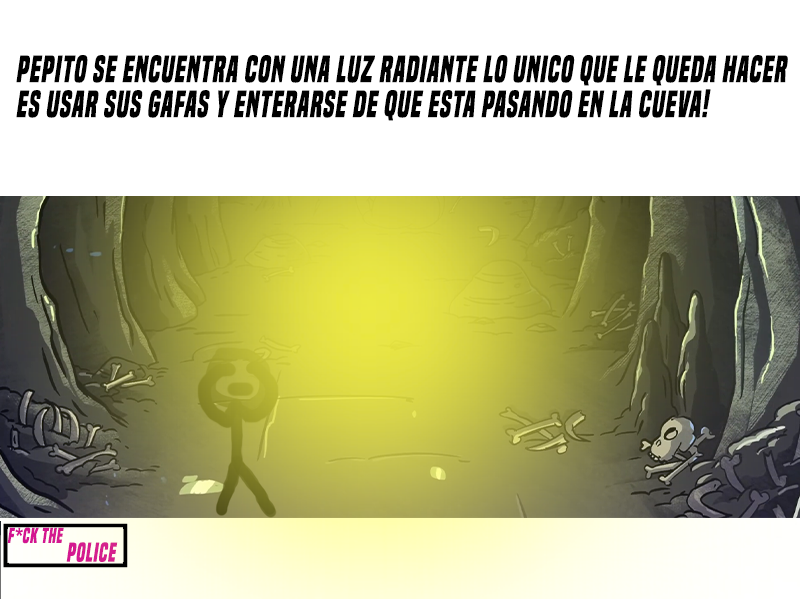 PEPITO SE ENCUENTRA CON UNA LUZ RADIANTE LO UNICO QUE LE QUEDA HACER
ES USAR SUS GAFAS Y ENTERARSE DE QUE ESTA PASANDO EN LA CUEVA!
F*CK THE
POLICE